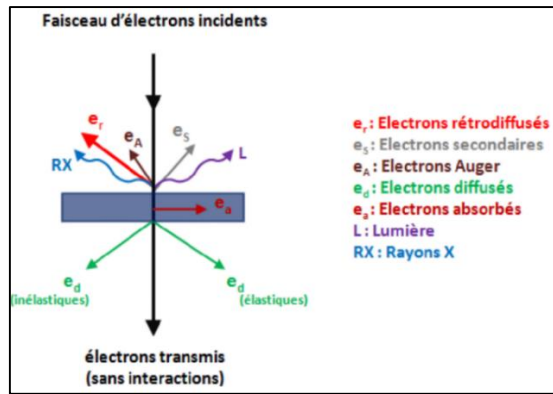 Faisceau d'électrons incidents
er
eA
es
RX
L
ea
ed
(inélastiques)
ed
(élastiques)
électrons transmis
(sans interactions)
er : Electrons rétrodiffusés
es : Electrons secondaires
eA : Electrons Auger
ed : Electrons diffusés
ea : Electrons absorbés
L : Lumière
RX : Rayons X